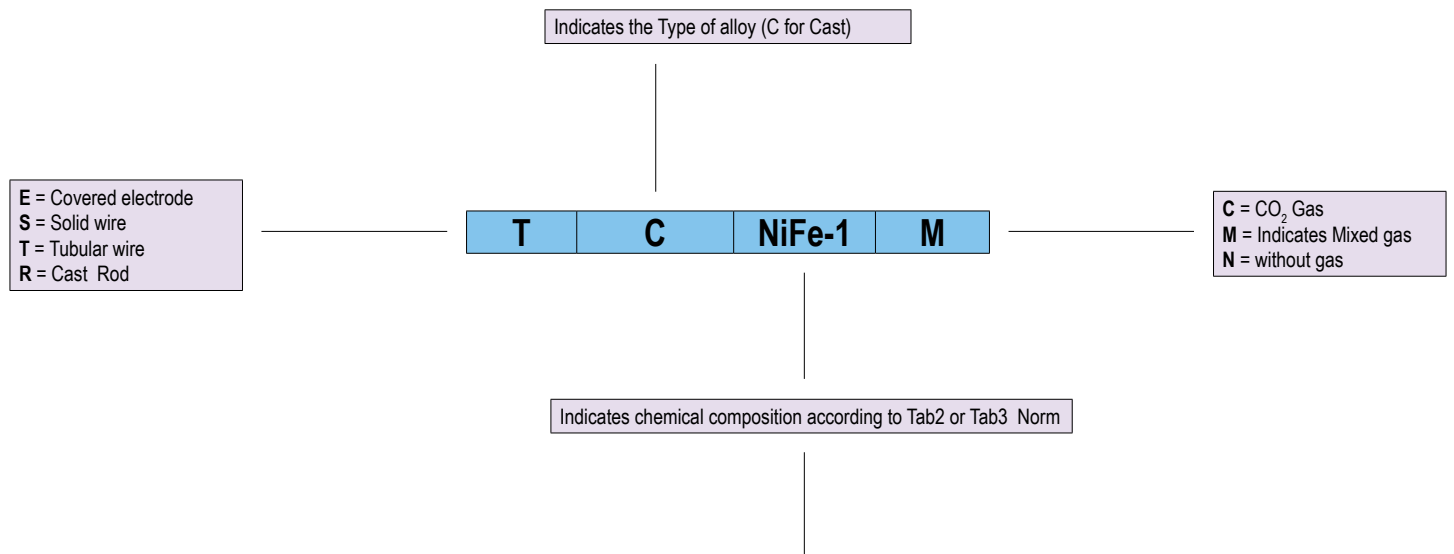 Indicates the Type of alloy (C for Cast)
E = Covered electrode
S = Solid wire
T = Tubular wire
R = Cast Rod
T C NiFe-1 M
C = CO₂ Gas
M = Indicates Mixed gas
N = without gas
Indicates chemical composition according to Tab2 or Tab3 Norm